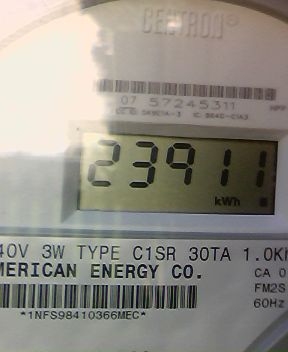 CENTRON®
07 57245311
23911
kWh
40V 3W TYPE C1SR 30TA 1.0Kh
MERICAN ENERGY CO.
CA 0
FM2S
60Hz
*1NFS98410366MEC*